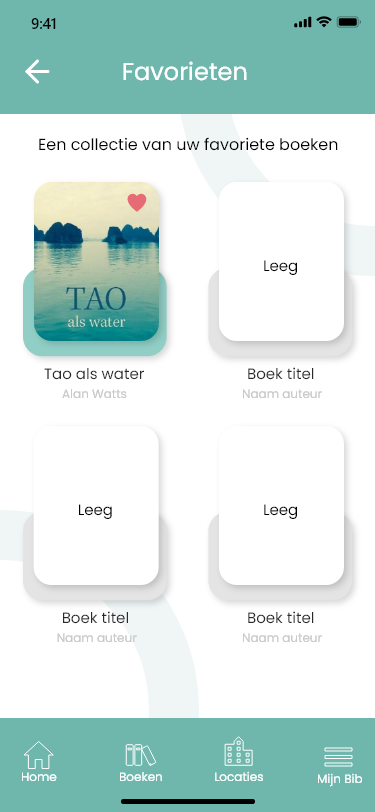 9:41
Favorieten
Een collectie van uw favoriete boeken
TAO
als water
Leeg
Tao als water
Alan Watts
Boek titel
Naam auteur
Leeg
Leeg
Boek titel
Naam auteur
Boek titel
Naam auteur
Home
Boeken
Locaties
Mijn Bib